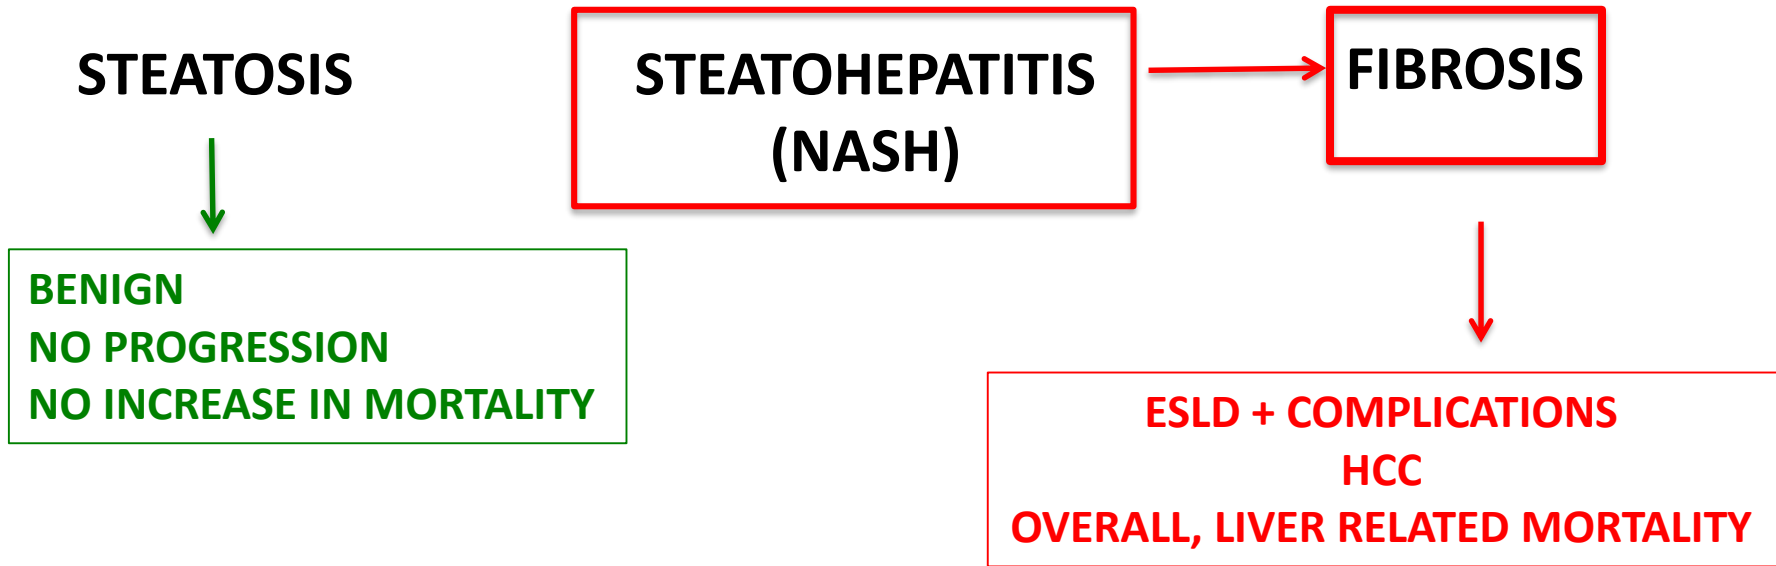 STEATOSIS
STEATOHEPATITIS
(NASH)
FIBROSIS
BENIGN
NO PROGRESSION
NO INCREASE IN MORTALITY
ESLD + COMPLICATIONS
HCC
OVERALL, LIVER RELATED MORTALITY